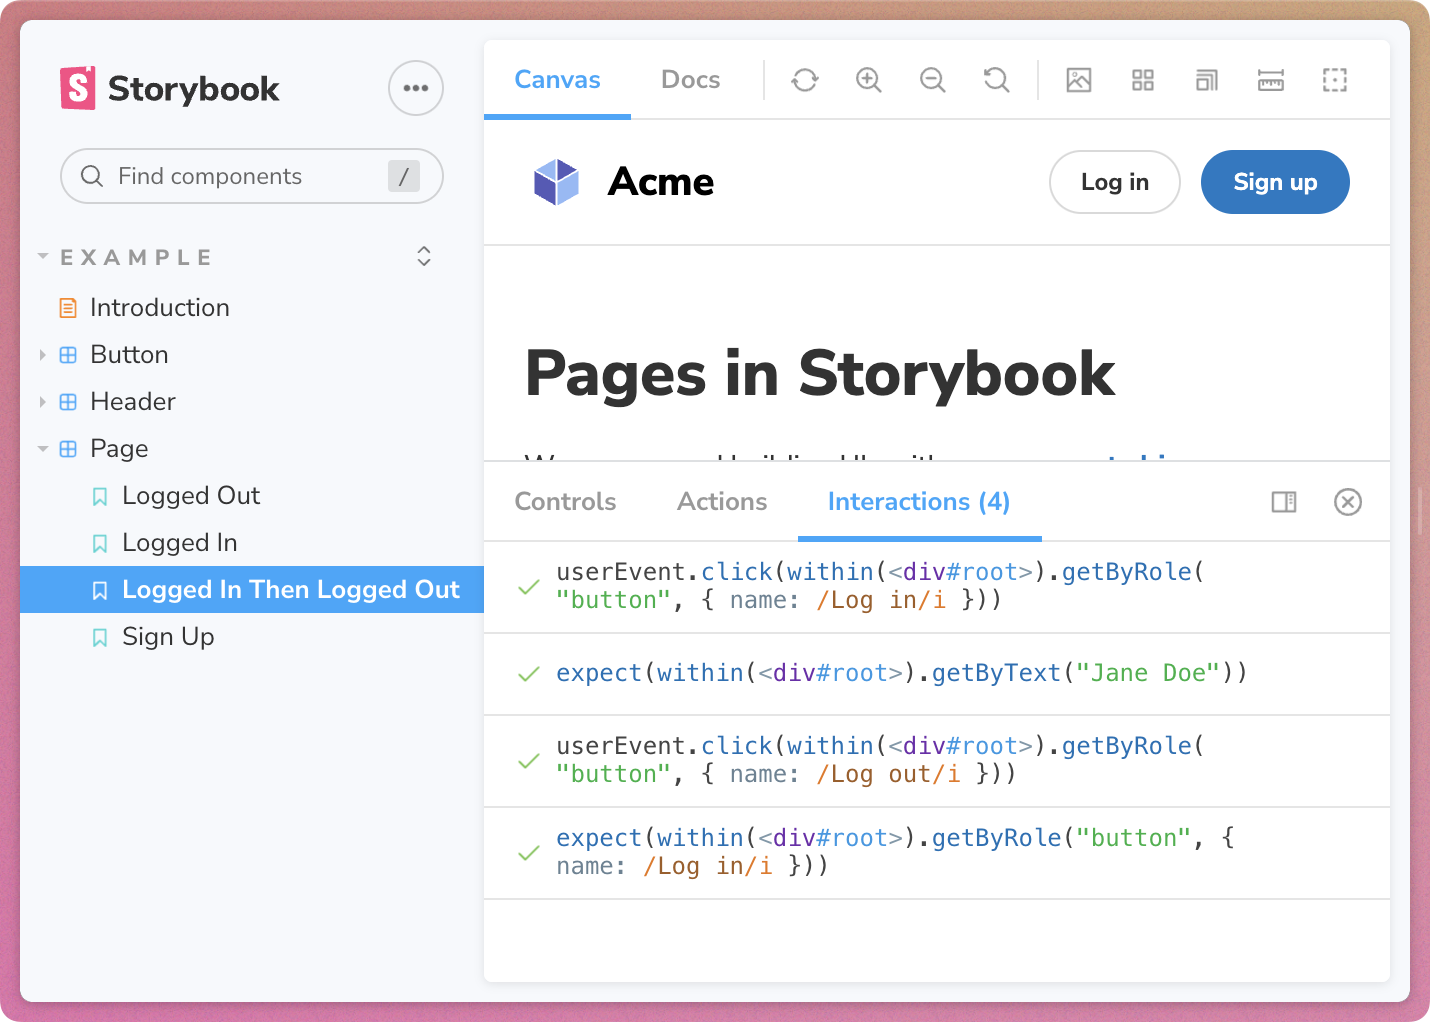 Storybook
Find components
/
EXAMPLE
Introduction
Button
Header
Page
Logged Out
Logged In
Logged In Then Logged Out
Sign Up
Canvas
Docs
Acme
Log in
Sign up
Pages in Storybook
Controls
Actions
Interactions (4)
userEvent.click(within(<div#root>).getByRole(
"button", { name: /Log in/i }))
expect(within(<div#root>).getByText("Jane Doe"))
userEvent.click(within(<div#root>).getByRole(
"button", { name: /Log out/i }))
expect(within(<div#root>).getByRole("button", {
name: /Log in/i }))